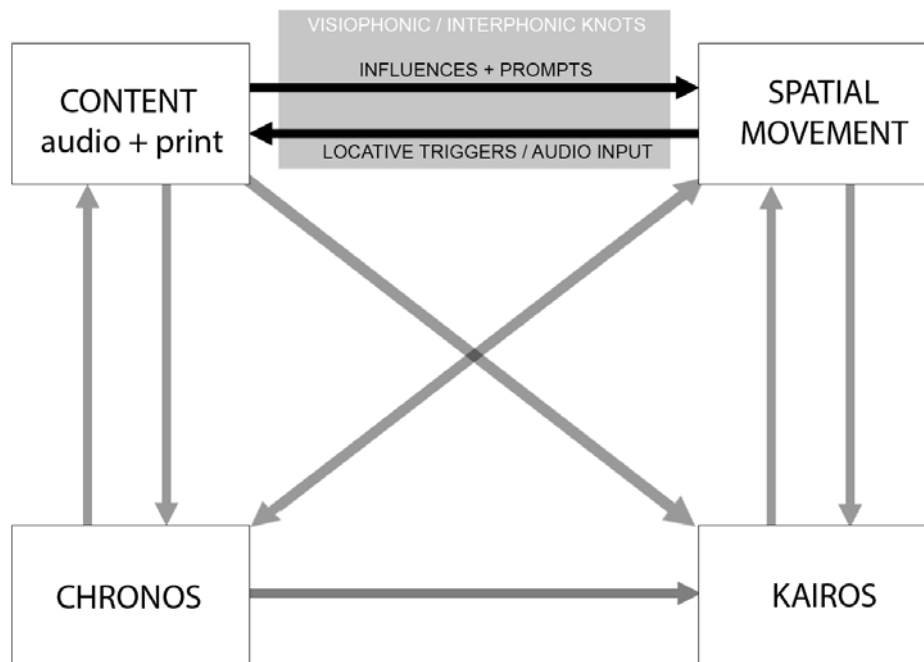 VISIOPHONIC / INTERPHONIC KNOTS
INFLUENCES + PROMPTS
CONTENT
audio + print
SPATIAL
MOVEMENT
LOCATIVE TRIGGERS / AUDIO INPUT
CHRONOS
KAIROS